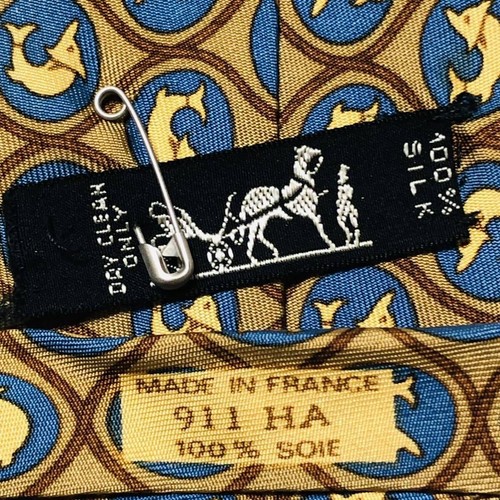 DRY CLEAN
ONLY
100%
SILK
MADE IN FRANCE
911 HA
100% SOIE